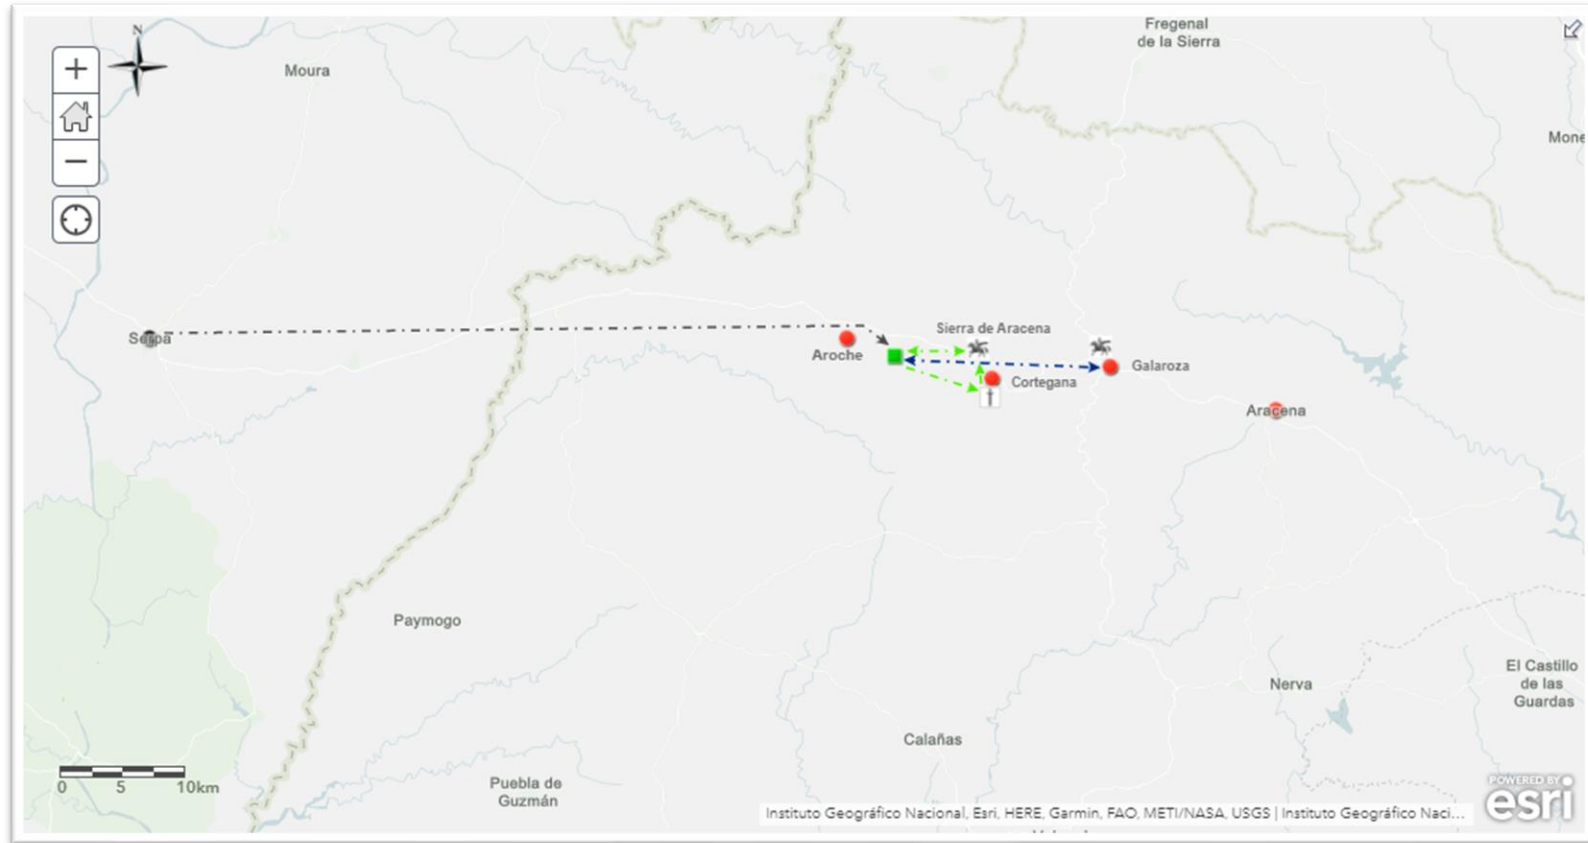 N
Moura
Fregenal
de la Sierra
Mone
Serpa
Sierra de Aracena
Aroche
Cortegana
Galaroza
Aracena
Paymogo
El Castillo
de las
Guardas
Nerva
Calañas
Puebla de
Guzmán
0 5 10km
POWERED BY
esri
Instituto Geográfico Nacional, Esri, HERE, Garmin, FAO, METI/NASA, USGS | Instituto Geográfico Naci...